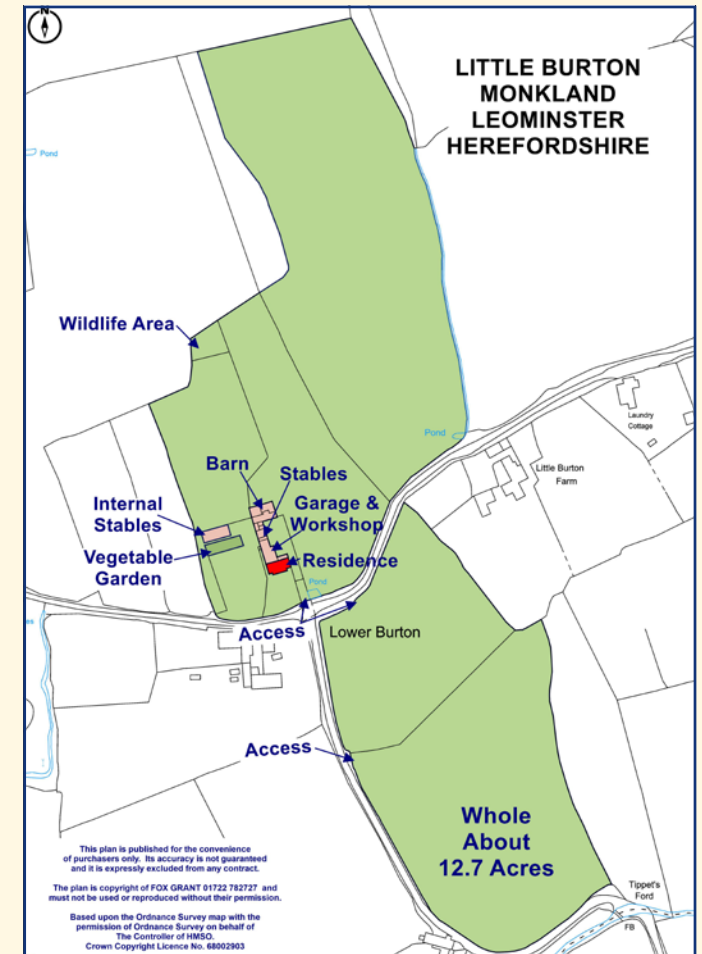 N
LITTLE BURTON
MONKLAND
LEOMINSTER
HEREFORDSHIRE
Pond
Wildlife Area
Pond
Laundry
Cottage
Little Burton
Farm
Barn
Stables
Garage &
Workshop
Internal
Stables
Vegetable
Garden
Residence
Pond
Access
Lower Burton
Access
Whole
About
12.7 Acres
This plan is published for the convenience
of purchasers only. Its accuracy is not guaranteed
and it is expressly excluded from any contract.
The plan is copyright of FOX GRANT 01722 782727 and
must not be used or reproduced without their permission.
Based upon the Ordnance Survey map with the
permission of Ordnance Survey on behalf of
The Controller of HMSO.
Crown Copyright Licence No. 68002903
Tippet's
Ford
FB